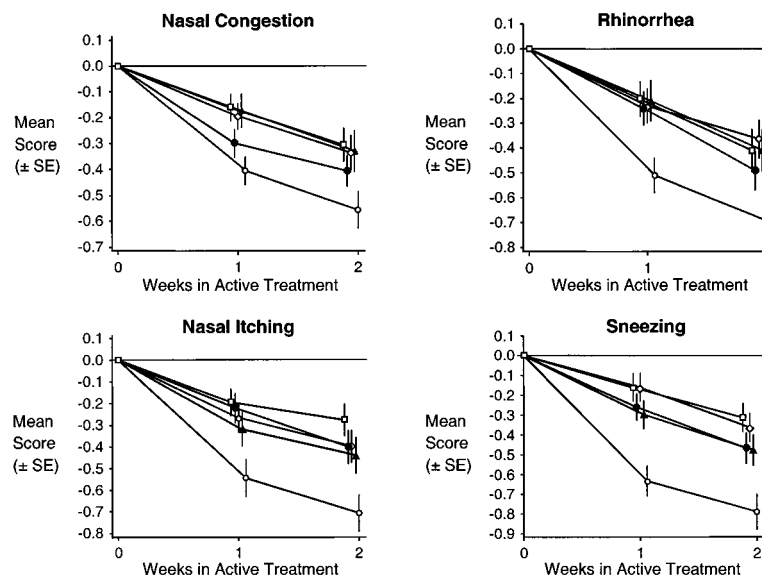 Nasal Congestion
0.1
0.0
-0.1
-0.2
-0.3
-0.4
-0.5
-0.6
-0.7
Mean
Score
(± SE)
0 1 2
Weeks in Active Treatment
Rhinorrhea
0.1
0.0
-0.1
-0.2
-0.3
-0.4
-0.5
-0.6
-0.7
-0.8
Mean
Score
(± SE)
0 1 2
Weeks in Active Treatment
Nasal Itching
0.1
0.0
-0.1
-0.2
-0.3
-0.4
-0.5
-0.6
-0.7
-0.8
Mean
Score
(± SE)
0 1 2
Weeks in Active Treatment
Sneezing
0.1
0.0
-0.1
-0.2
-0.3
-0.4
-0.5
-0.6
-0.7
-0.8
-0.9
Mean
Score
(± SE)
0 1 2
Weeks in Active Treatment